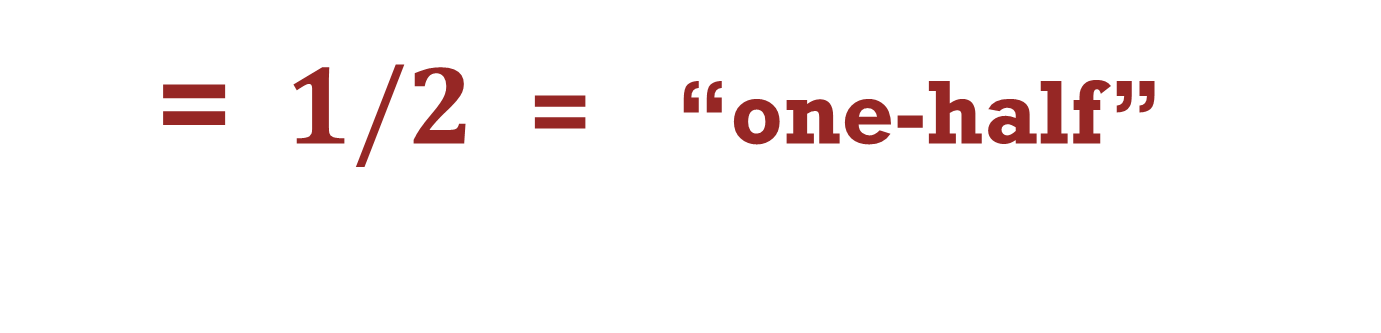 = 1/2 = “one-half”